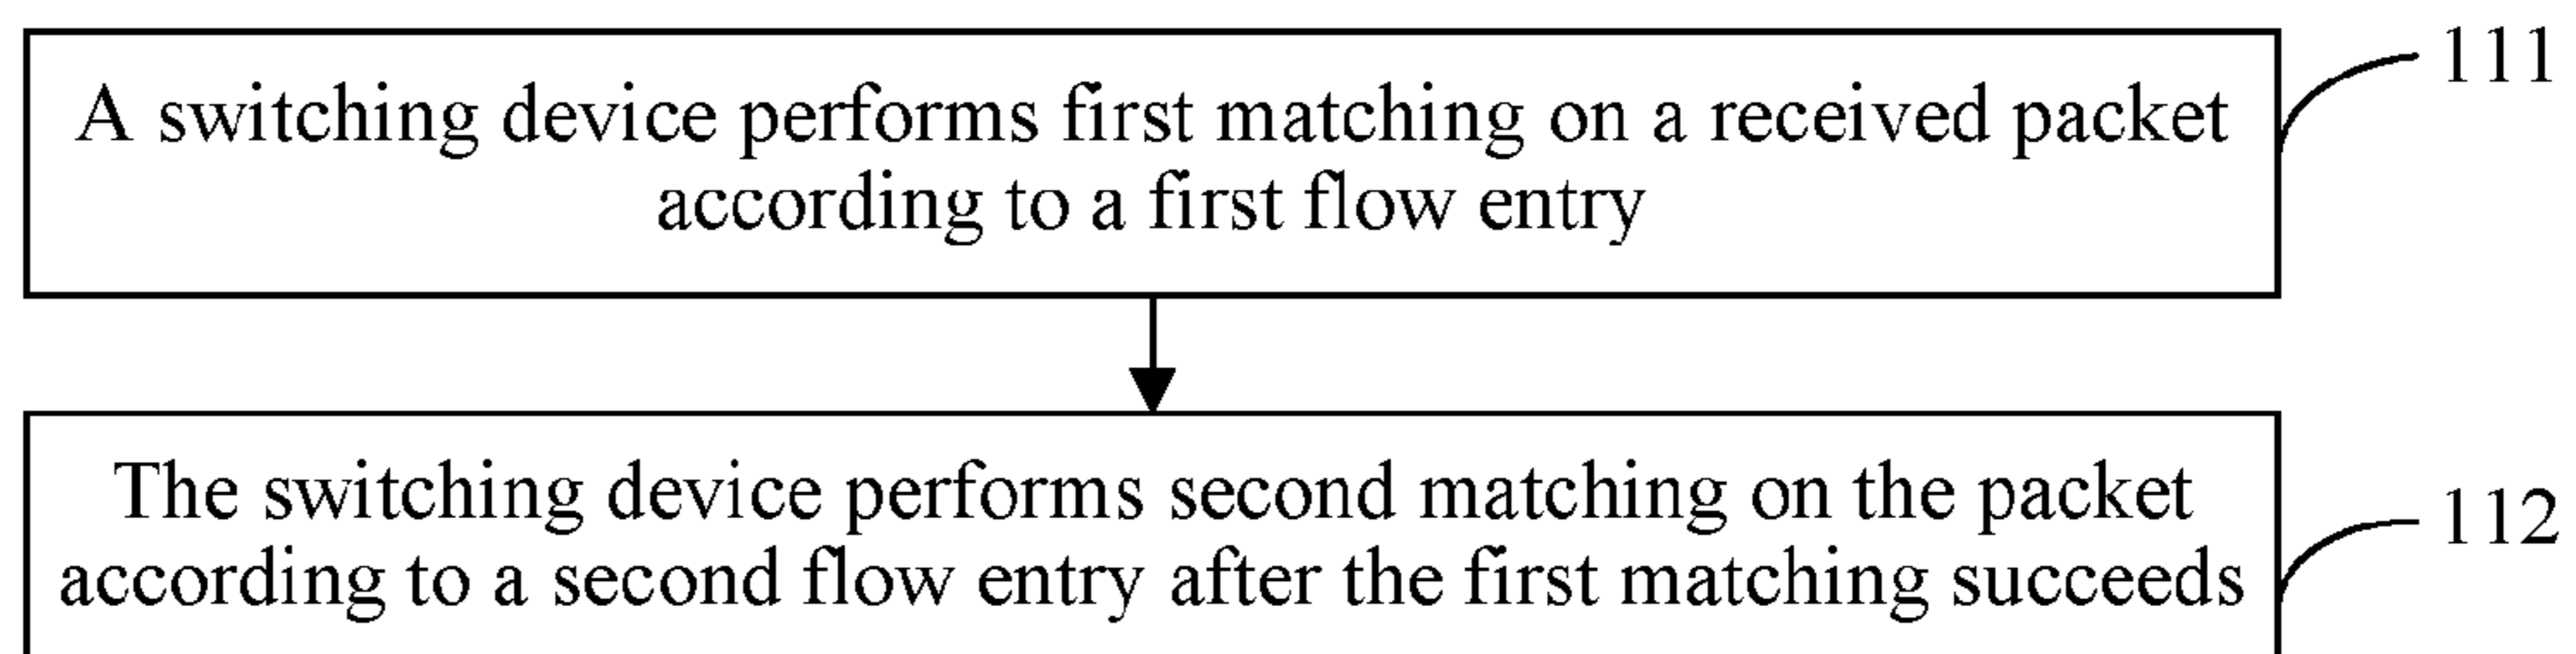 A switching device performs first matching on a received packet
according to a first flow entry
111
The switching device performs second matching on the packet
according to a second flow entry after the first matching succeeds
112